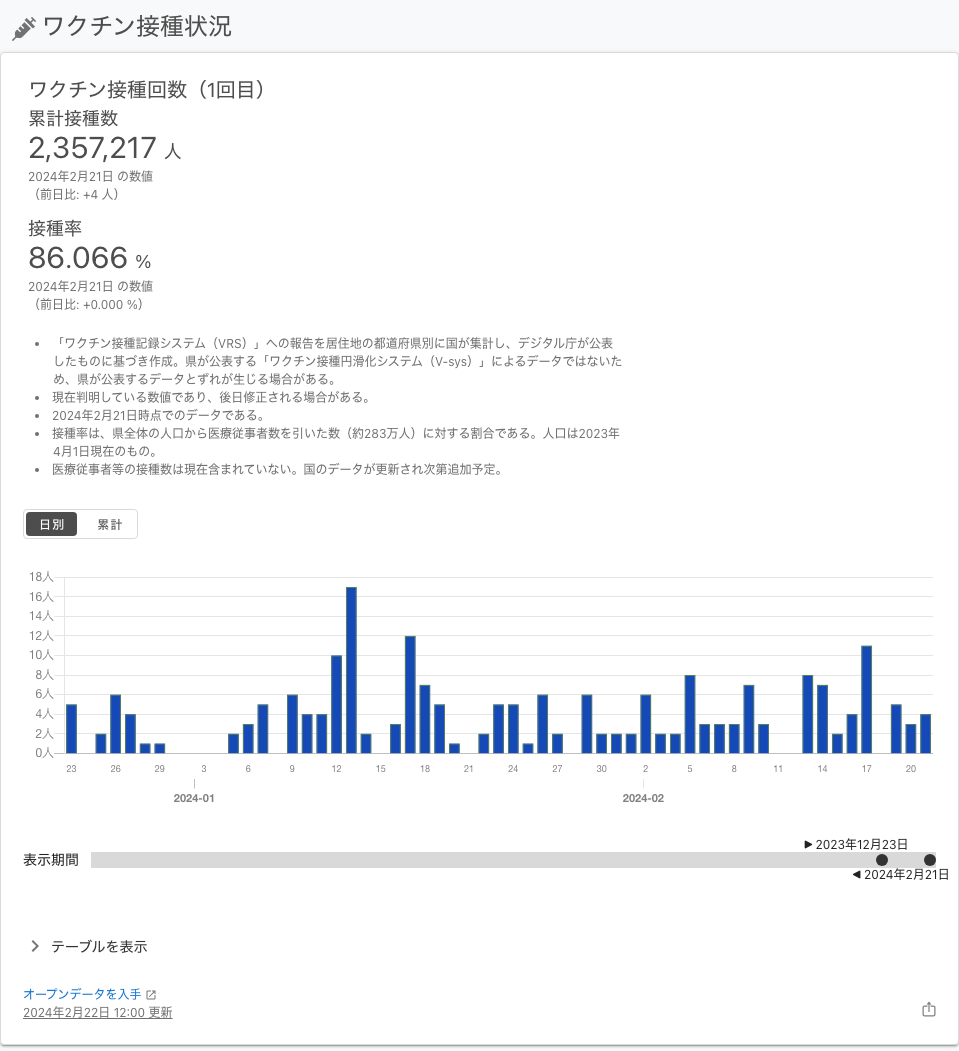 ワクチン接種状況
ワクチン接種回数（1回目）
累計接種数
2,357,217 人
2024年2月21日 の数値
（前日比: +4 人）
接種率
86.066 %
2024年2月21日 の数値
（前日比: +0.000 %）
「ワクチン接種記録システム（VRS）」への報告を居住地の都道府県別に国が集計し、デジタル庁が公表
したものに基づき作成。県が公表する「ワクチン接種円滑化システム（V-sys）」によるデータではないた
め、県が公表するデータとずれが生じる場合がある。
現在判明している数値であり、後日修正される場合がある。
2024年2月21日時点でのデータである。
接種率は、県全体の人口から医療従事者数を引いた数（約283万人）に対する割合である。人口は2023年
4月1日現在のもの。
医療従事者等の接種数は現在含まれていない。国のデータが更新され次第追加予定。
日別 累計
18人
16人
14人
12人
10人
8人
6人
4人
2人
0人
23 26 29 3 6 9 12 15 18 21 24 27 30 2 5 8 11 14 17 20
2024-01 2024-02
2023年12月23日
表示期間
2024年2月21日
テーブルを表示
オープンデータを入手
2024年2月22日 12:00 更新